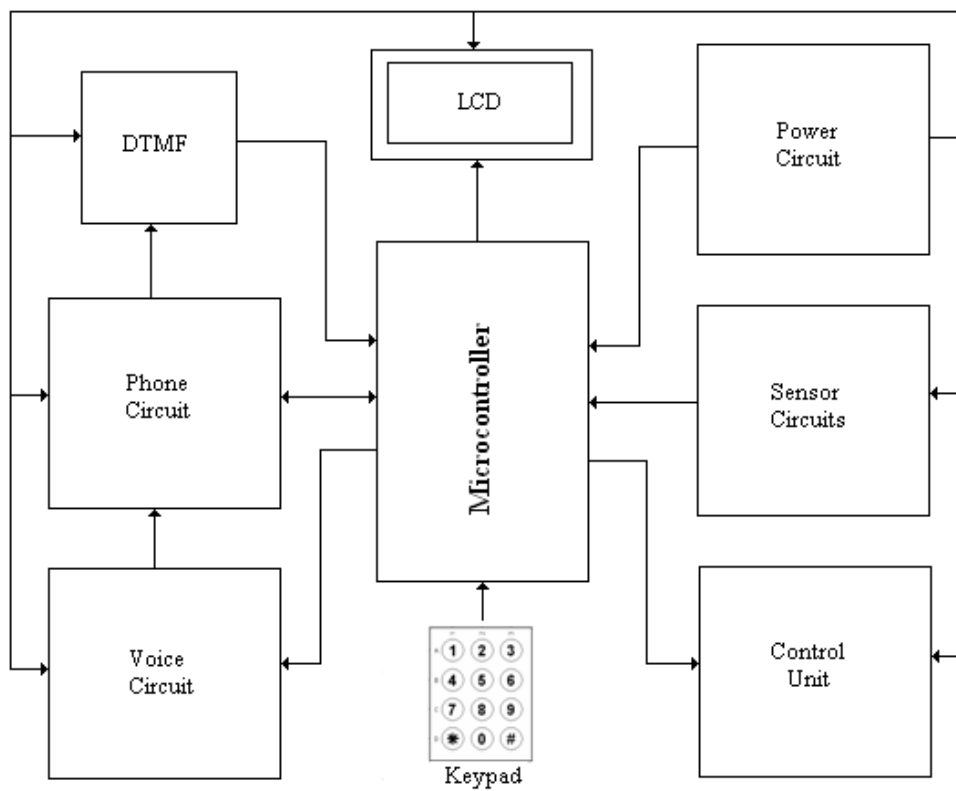 LCD
DTMF
Power
Circuit
Phone
Circuit
Microcontroller
Sensor
Circuits
Voice
Circuit
Control
Unit
1 2 3
4 5 6
7 8 9
* 0 #
Keypad